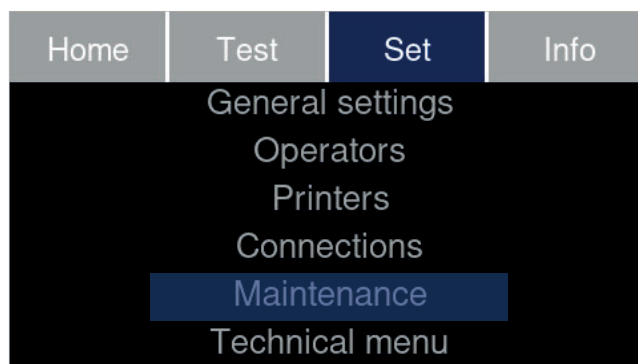 Home Test Set Info
General settings
Operators
Printers
Connections
Maintenance
Technical menu